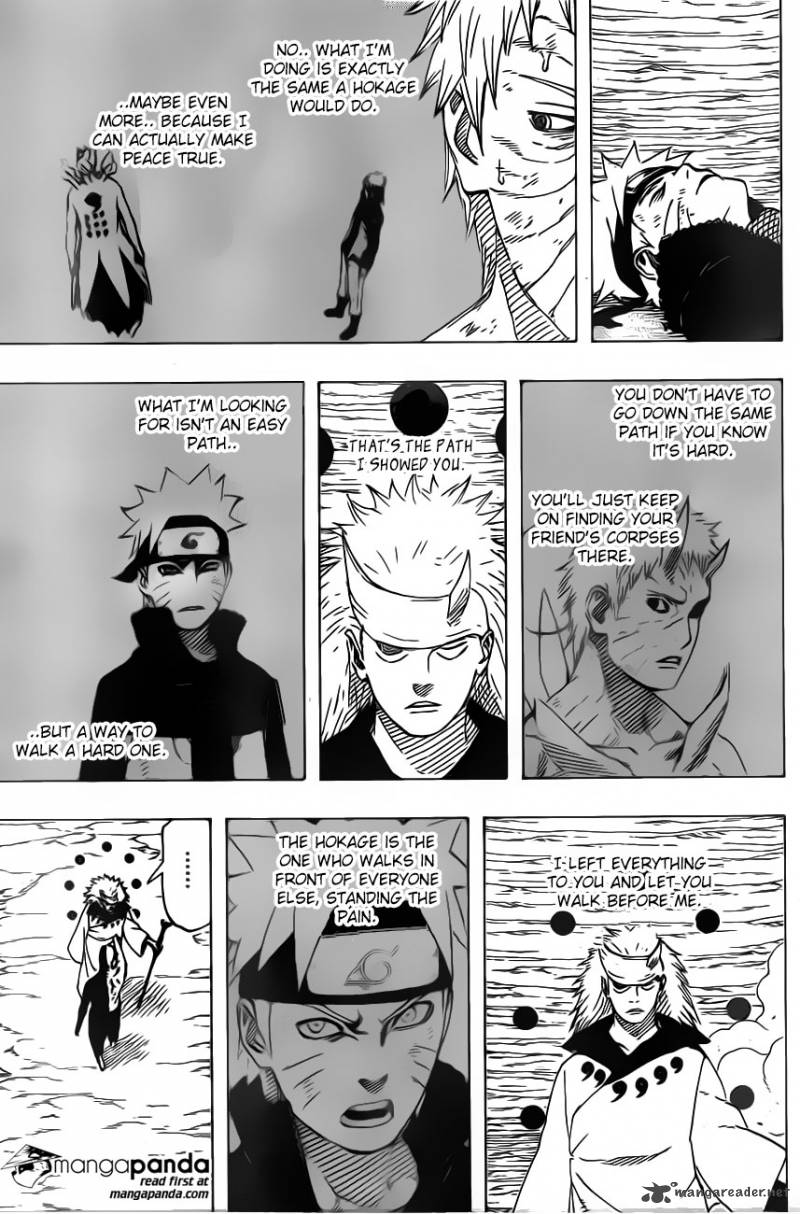 NO.. WHAT I'M
DOING IS EXACTLY
THE SAME A HOKAGE
WOULD DO.
..MAYBE EVEN
MORE.. BECAUSE I
CAN ACTUALLY MAKE
PEACE TRUE.
YOU DON'T HAVE TO
GO DOWN THE SAME
PATH IF YOU KNOW
IT'S HARD.
YOU'LL JUST KEEP
ON FINDING YOUR
FRIEND'S CORPSES
THERE.
THAT'S THE PATH
I SHOWED YOU.
WHAT I'M LOOKING
FOR ISN'T AN EASY
PATH..
..BUT A WAY TO
WALK A HARD ONE.
I LEFT EVERYTHING
TO YOU AND LET YOU
WALK BEFORE ME.
THE HOKAGE IS THE
ONE WHO WALKS IN
FRONT OF EVERYONE
ELSE, STANDING THE
PAIN.
......
mangapanda
read first at
mangapanda.com
mangareader.net